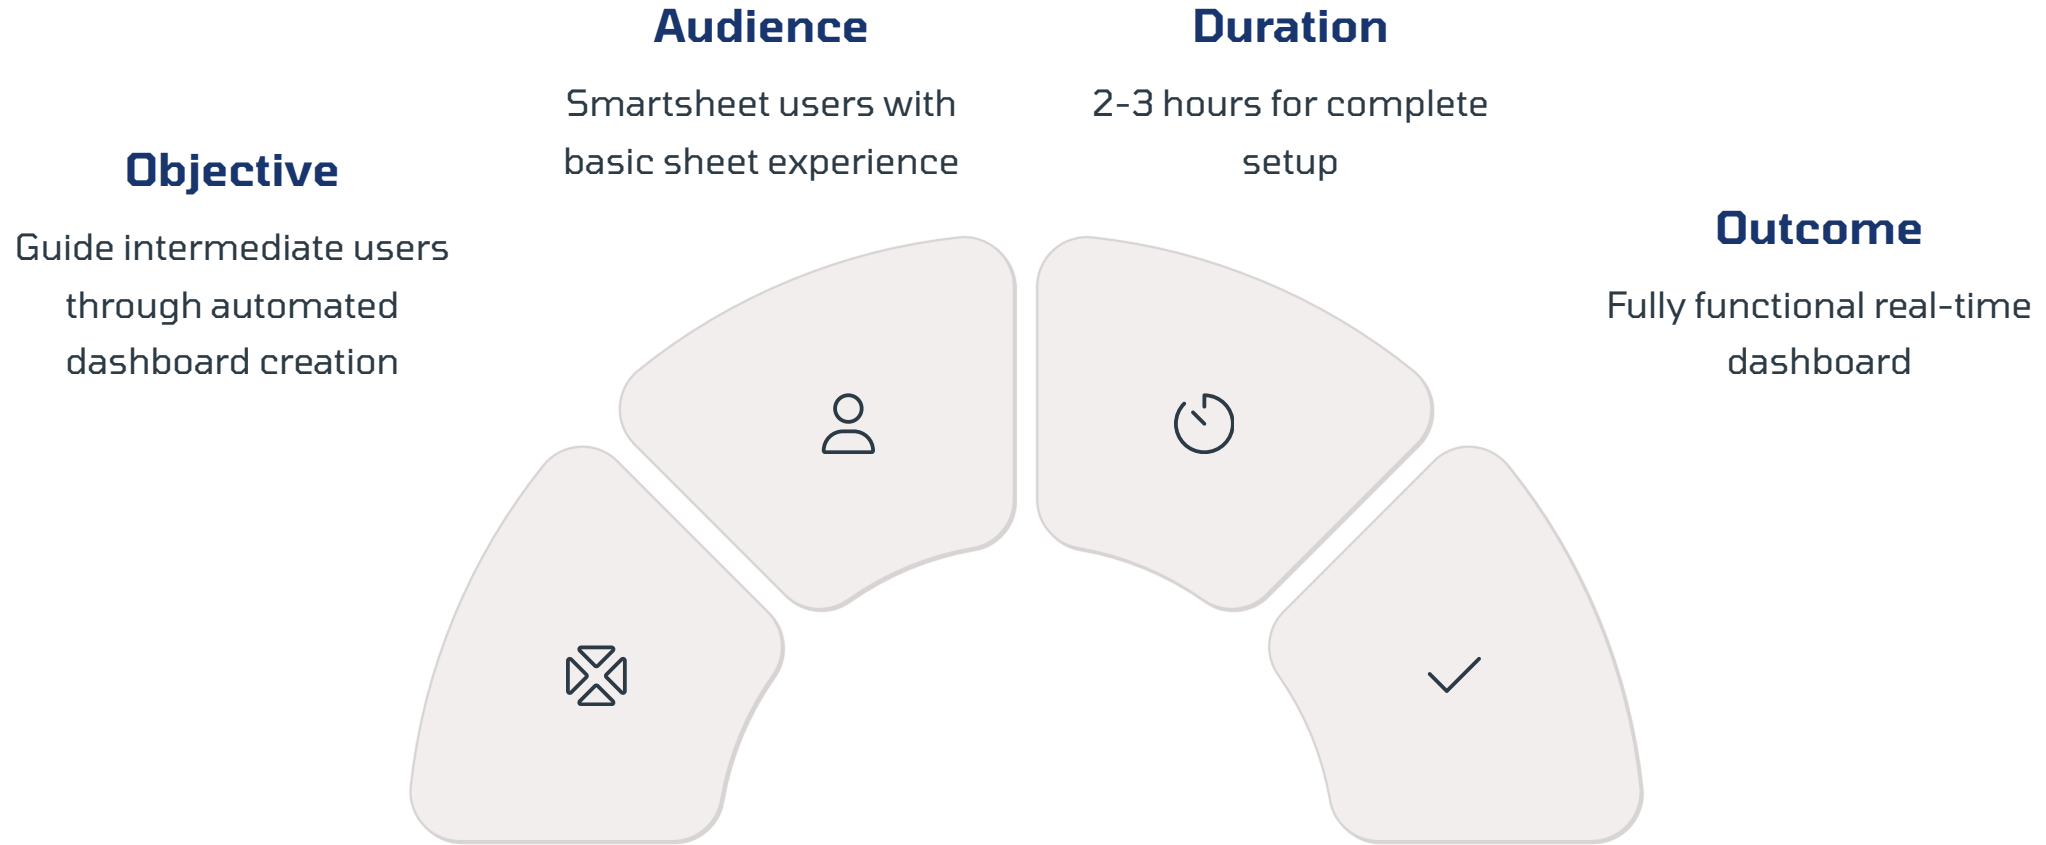 Objective
Guide intermediate users
through automated
dashboard creation
Audience
Smartsheet users with
basic sheet experience
Duration
2-3 hours for complete
setup
Outcome
Fully functional real-time
dashboard